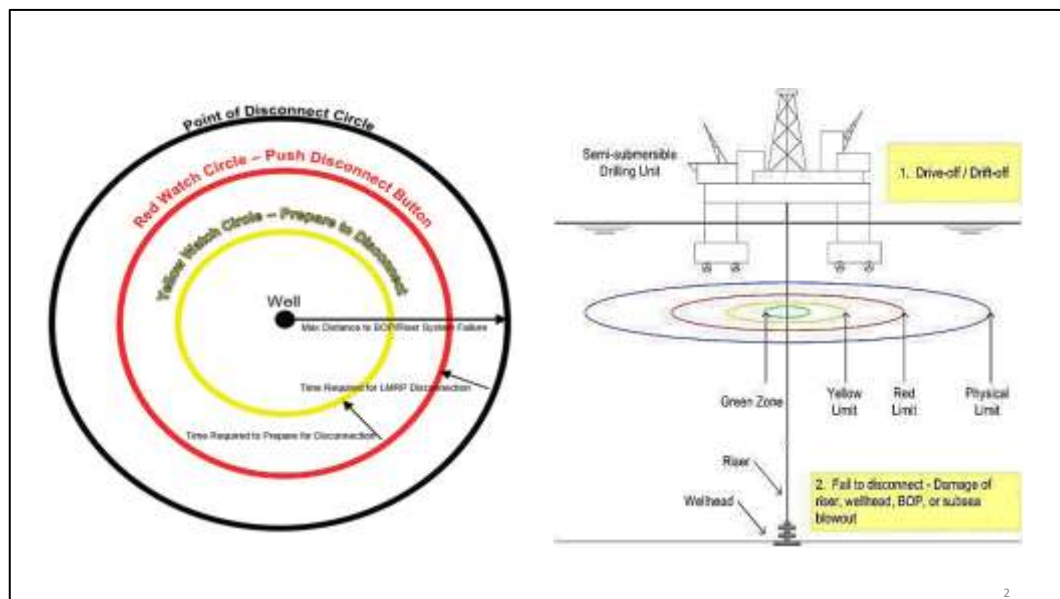 Point of Disconnect Circle
Red Watch Circle – Push Disconnect Button
Yellow Watch Circle – Prepare to Disconnect
Well
Max Distance to BOP/Riser System Failure
Time Required for LMRP Disconnection
Time Required to Prepare for Disconnection
Semi-submersible
Drilling Unit
1. Drive-off / Drift-off
Green Zone
Yellow
Limit
Red
Limit
Physical
Limit
Riser
Wellhead
2. Fail to disconnect - Damage of
riser, wellhead, BOP, or subsea
blowout
2